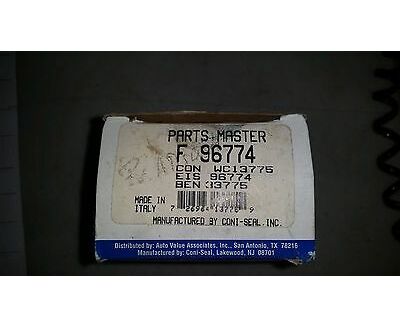 PARTS MASTER
F 96774
CON WC13775
EIS 96774
BEN 33775
MADE IN
ITALY
MANUFACTURED BY CONI-SEAL, INC.
Distributed by: Auto Value Associates, Inc., San Antonio, TX 78216
Manufactured by: Coni-Seal, Lakewood, NJ 08701